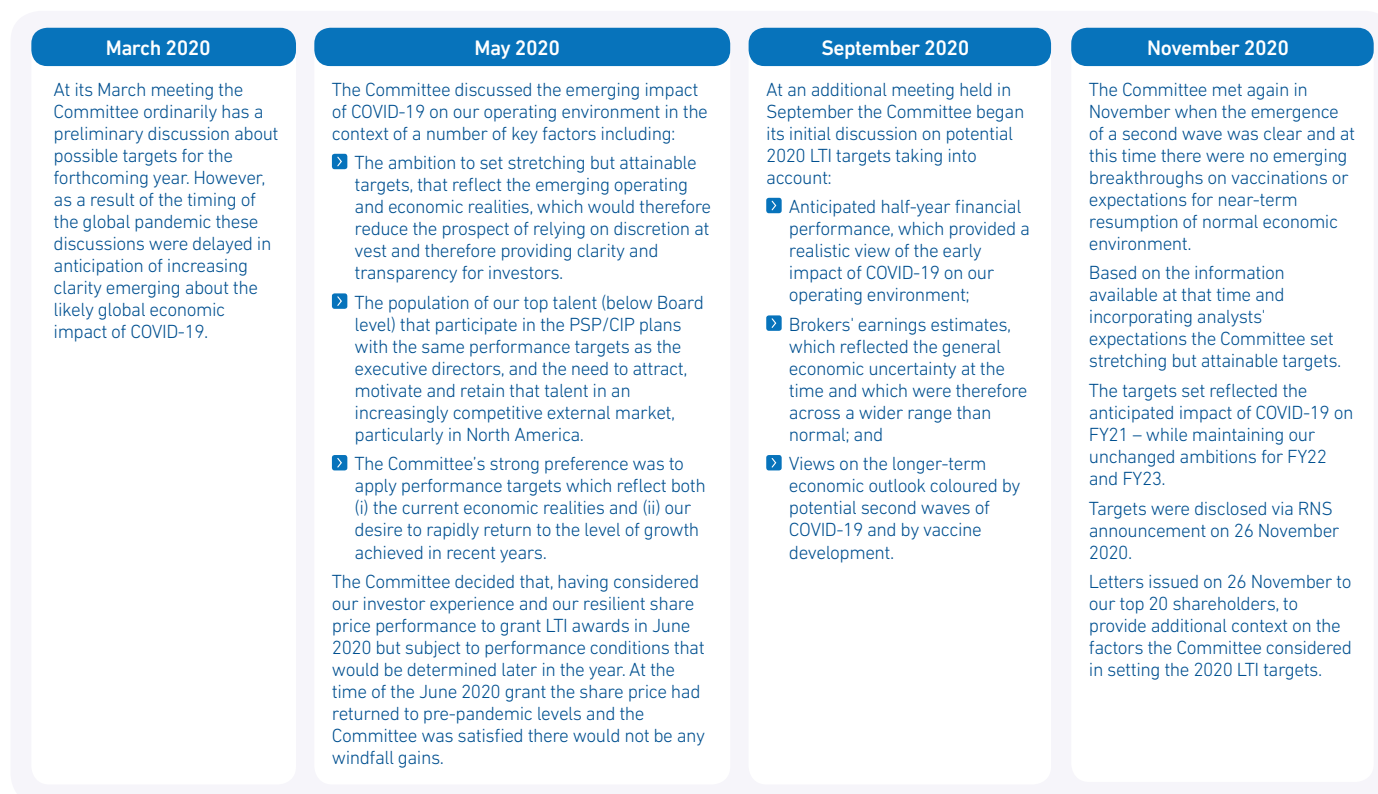 March 2020
At its March meeting the
Committee ordinarily has a
preliminary discussion about
possible targets for the
forthcoming year. However,
as a result of the timing of
the global pandemic these
discussions were delayed in
anticipation of increasing
clarity emerging about the
likely global economic
impact of COVID-19.
May 2020
The Committee discussed the emerging impact
of COVID-19 on our operating environment in the
context of a number of key factors including:
The ambition to set stretching but attainable
targets, that reflect the emerging operating
and economic realities, which would therefore
reduce the prospect of relying on discretion at
vest and therefore providing clarity and
transparency for investors.
The population of our top talent (below Board
level) that participate in the PSP/CIP plans
with the same performance targets as the
executive directors, and the need to attract,
motivate and retain that talent in an
increasingly competitive external market,
particularly in North America.
The Committee's strong preference was to
apply performance targets which reflect both
(i) the current economic realities and (ii) our
desire to rapidly return to the level of growth
achieved in recent years.
The Committee decided that, having considered
our investor experience and our resilient share
price performance to grant LTI awards in June
2020 but subject to performance conditions that
would be determined later in the year. At the
time of the June 2020 grant the share price had
returned to pre-pandemic levels and the
Committee was satisfied there would not be any
windfall gains.
September 2020
At an additional meeting held in
September the Committee began
its initial discussion on potential
2020 LTI targets taking into
account:
Anticipated half-year financial
performance, which provided a
realistic view of the early
impact of COVID-19 on our
operating environment;
Brokers' earnings estimates,
which reflected the general
economic uncertainty at the
time and which were therefore
across a wider range than
normal; and
Views on the longer-term
economic outlook coloured by
potential second waves of
COVID-19 and by vaccine
development.
November 2020
The Committee met again in
November when the emergence
of a second wave was clear and at
this time there were no emerging
breakthroughs on vaccinations or
expectations for near-term
resumption of normal economic
environment.
Based on the information
available at that time and
incorporating analysts'
expectations the Committee set
stretching but attainable targets.
The targets set reflected the
anticipated impact of COVID-19 on
FY21 – while maintaining our
unchanged ambitions for FY22
and FY23.
Targets were disclosed via RNS
announcement on 26 November
2020.
Letters issued on 26 November to
our top 20 shareholders, to
provide additional context on the
factors the Committee considered
in setting the 2020 LTI targets.